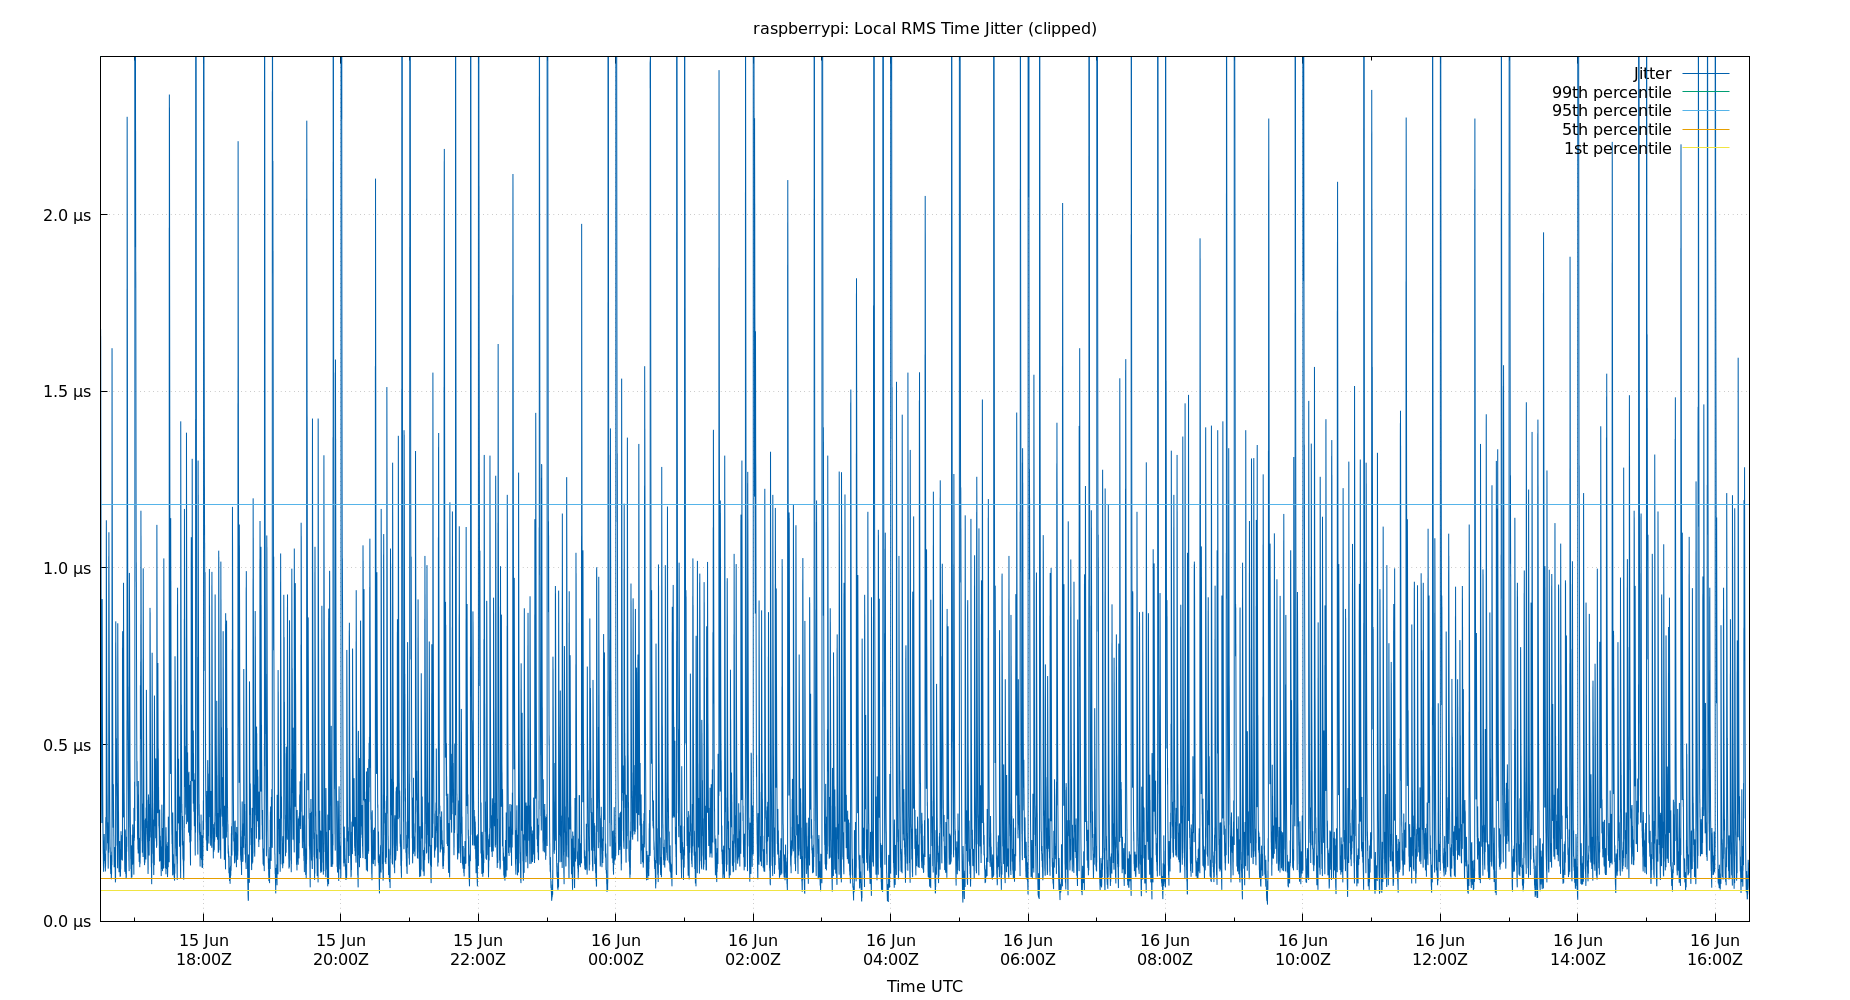 raspberrypi: Local RMS Time Jitter (clipped)
Jitter
99th percentile
95th percentile
5th percentile
1st percentile
2.0 µs
1.5 µs
1.0 µs
0.5 µs
0.0 µs
15 Jun 15 Jun 15 Jun 16 Jun 16 Jun 16 Jun 16 Jun 16 Jun 16 Jun 16 Jun 16 Jun 16 Jun
18:00Z 20:00Z 22:00Z 00:00Z 02:00Z 04:00Z 06:00Z 08:00Z 10:00Z 12:00Z 14:00Z 16:00Z
Time UTC